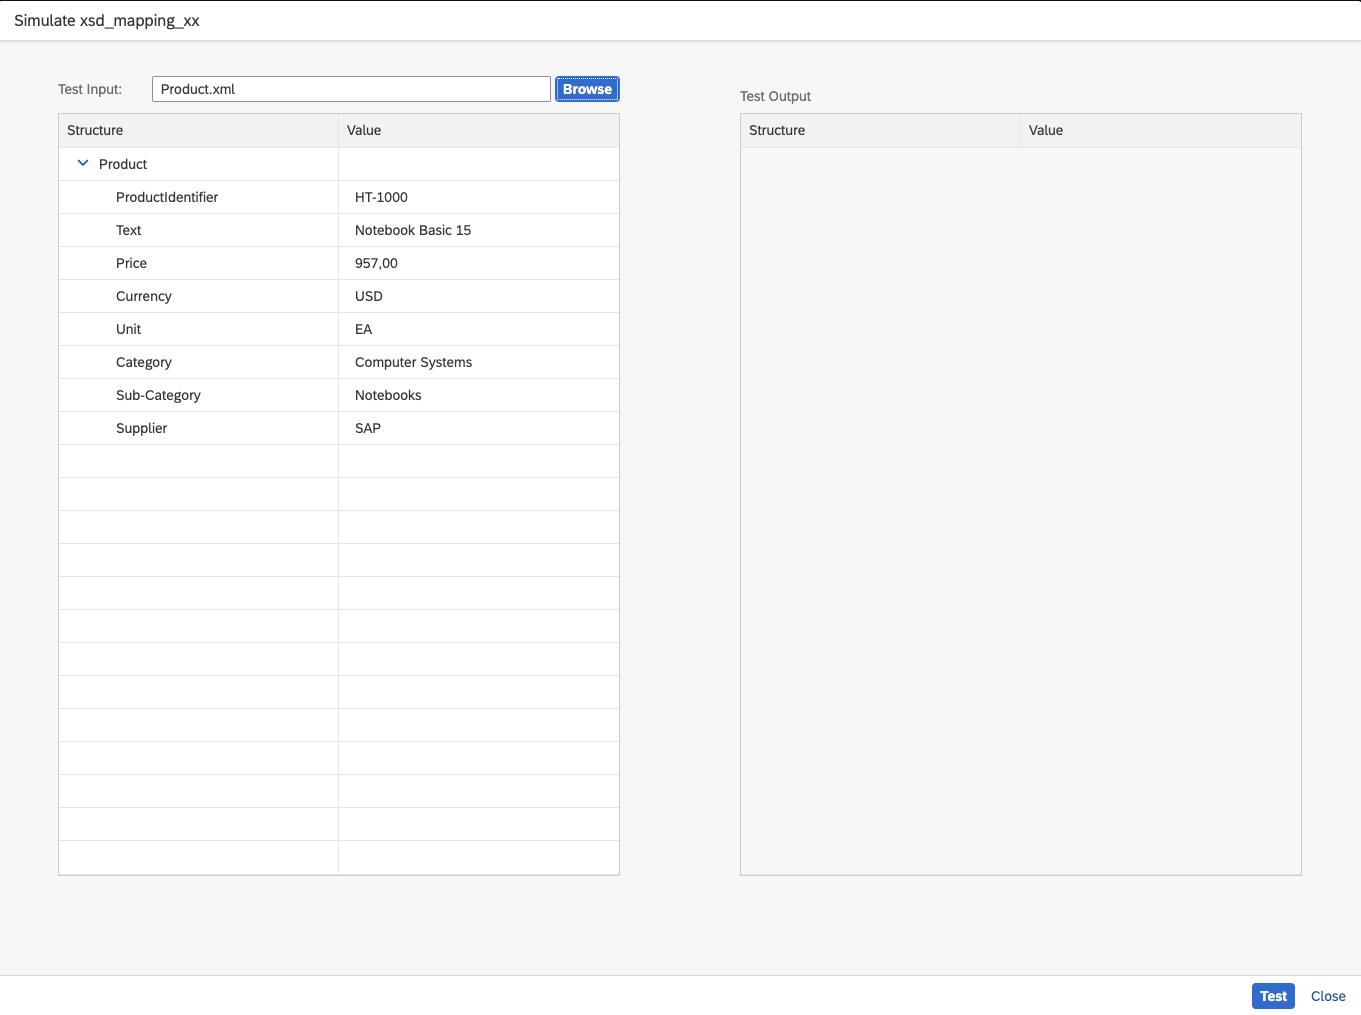 Simulate xsd_mapping_xx
Test Input: Product.xml Browse
Structure Value
Product
ProductIdentifier HT-1000
Text Notebook Basic 15
Price 957,00
Currency USD
Unit EA
Category Computer Systems
Sub-Category Notebooks
Supplier SAP
Test Output
Structure Value
Test Close